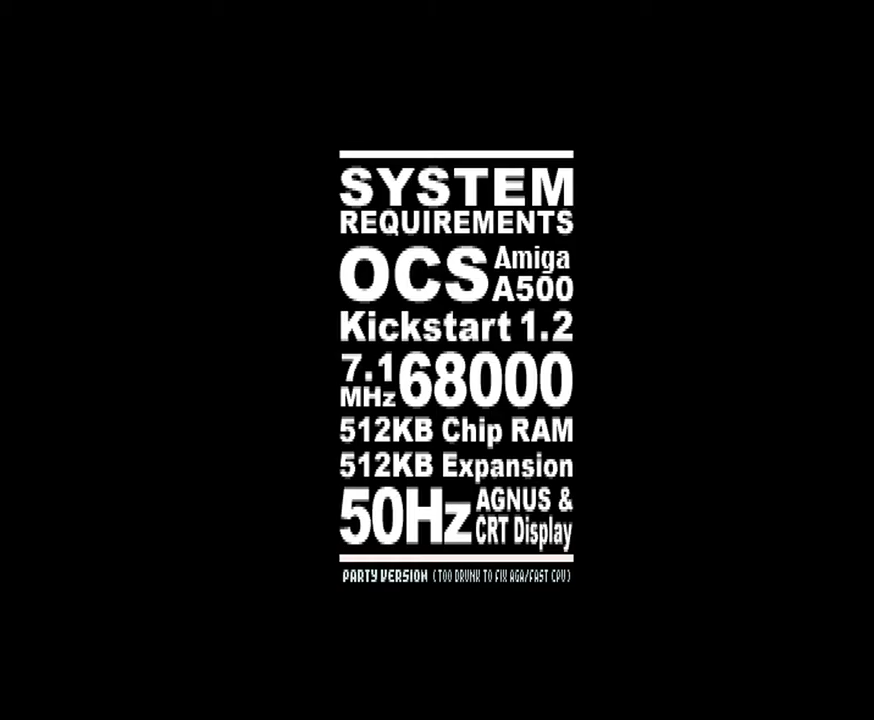 SYSTEM
REQUIREMENTS
OCS Amiga A500
Kickstart 1.2
7.1 MHz 68000
512KB Chip RAM
512KB Expansion
50Hz AGNUS & CRT Display
PARTY VERSION (TOO DRUNK TO FIX AGA/FAST CPU)